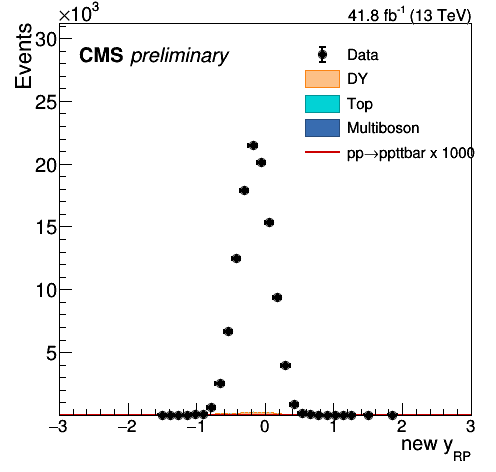 ×10³
41.8 fb⁻¹ (13 TeV)
Events
CMS preliminary
Data
DY
Top
Multiboson
pp→ppttbar x 1000
30
25
20
15
10
5
−3 −2 −1 0 1 2 3
new y_RP